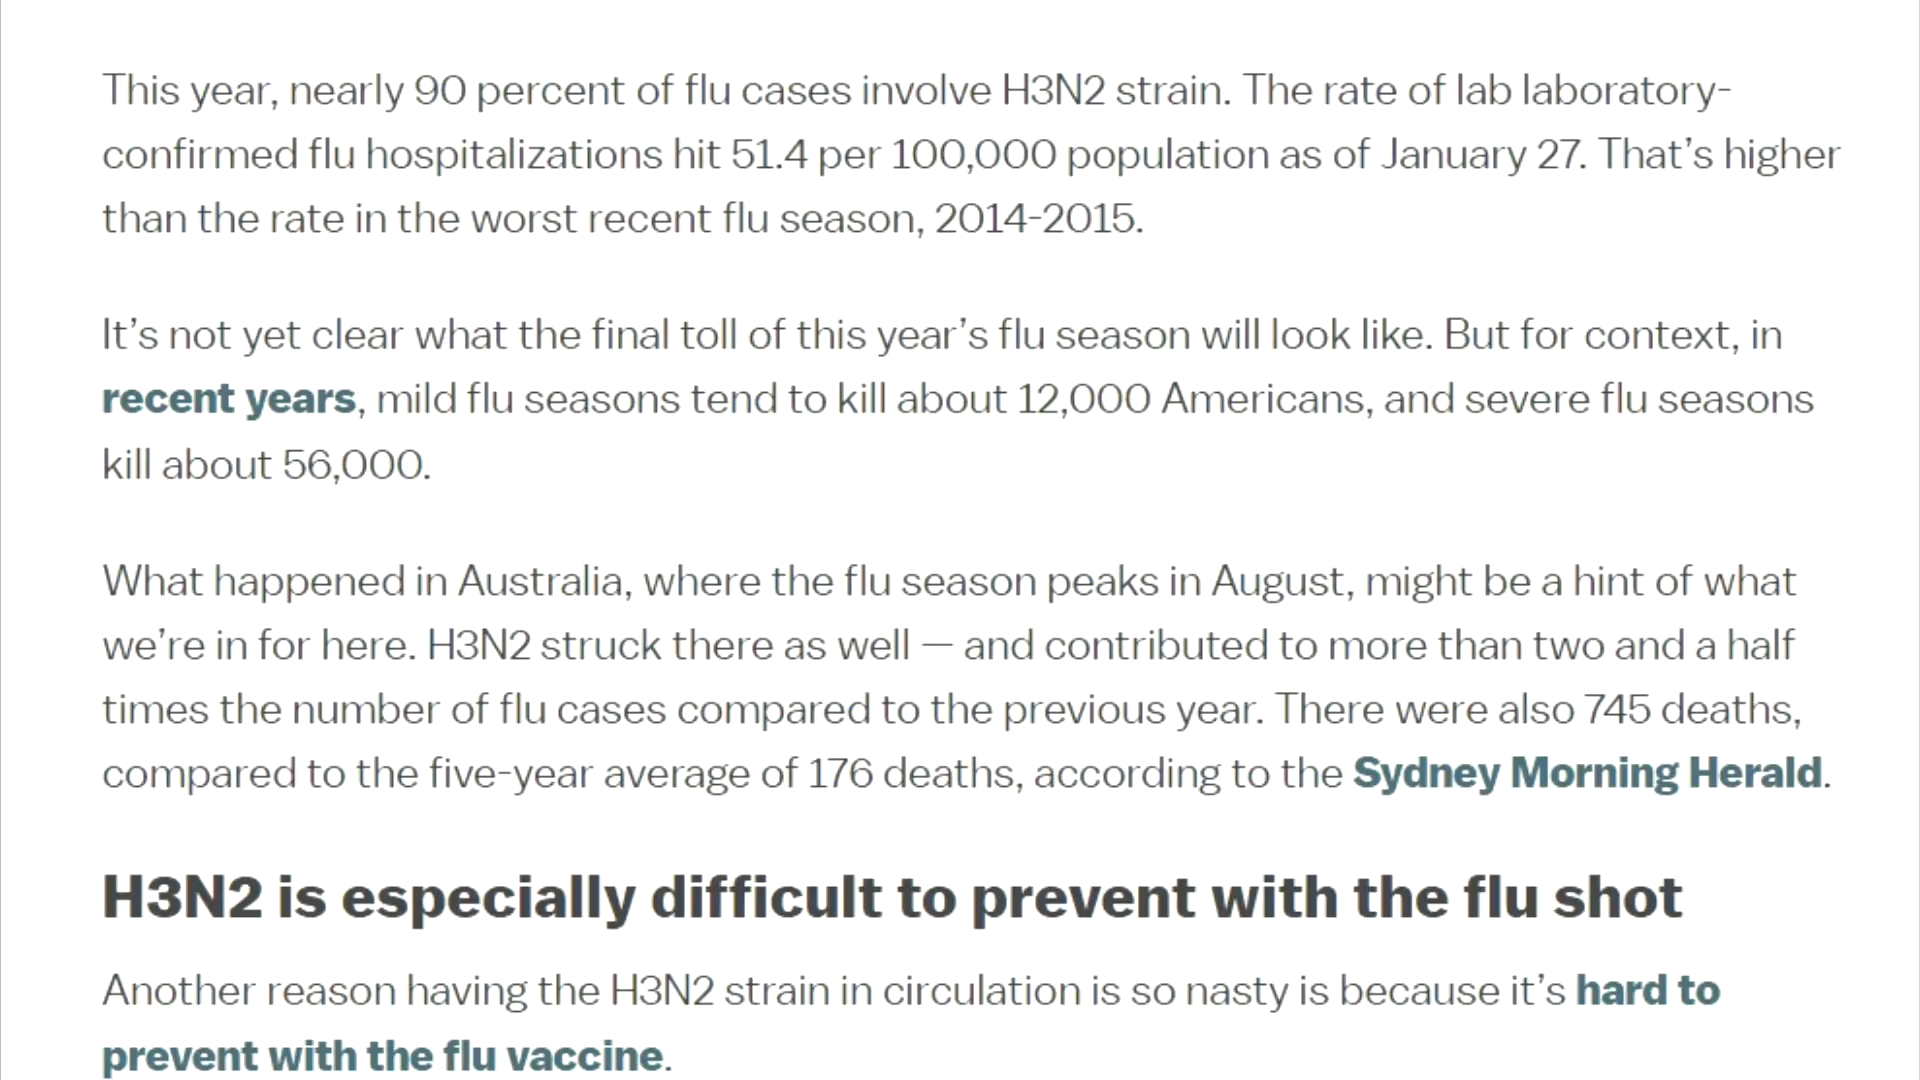 This year, nearly 90 percent of flu cases involve H3N2 strain. The rate of lab laboratory-
confirmed flu hospitalizations hit 51.4 per 100,000 population as of January 27. That’s higher
than the rate in the worst recent flu season, 2014-2015.
It’s not yet clear what the final toll of this year’s flu season will look like. But for context, in
recent years, mild flu seasons tend to kill about 12,000 Americans, and severe flu seasons
kill about 56,000.
What happened in Australia, where the flu season peaks in August, might be a hint of what
we’re in for here. H3N2 struck there as well — and contributed to more than two and a half
times the number of flu cases compared to the previous year. There were also 745 deaths,
compared to the five-year average of 176 deaths, according to the Sydney Morning Herald.
H3N2 is especially difficult to prevent with the flu shot
Another reason having the H3N2 strain in circulation is so nasty is because it’s hard to
prevent with the flu vaccine.